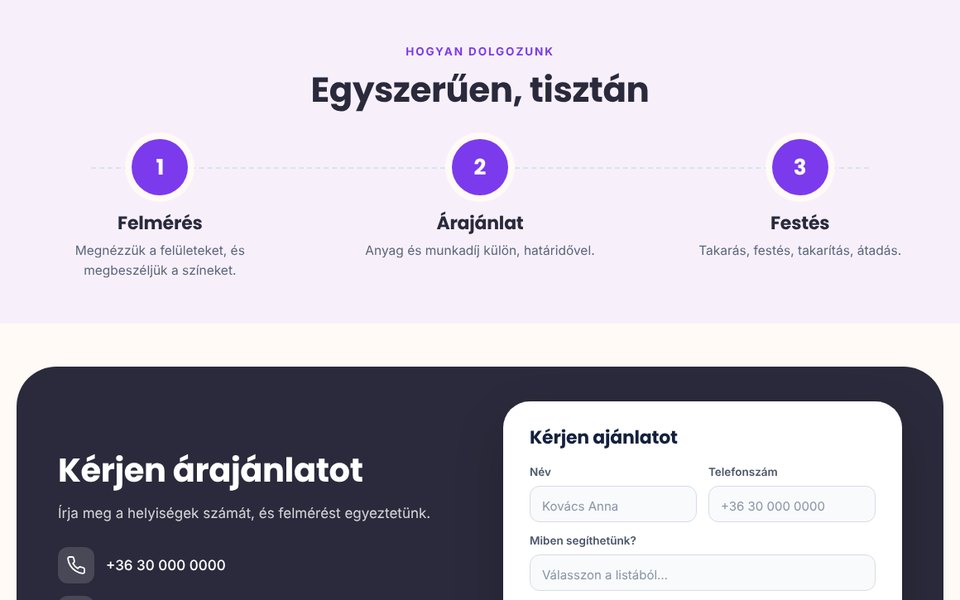 HOGYAN DOLGOZUNK
Egyszerűen, tisztán
1
Felmérés
Megnézzük a felületeket, és
megbeszéljük a színeket.
2
Árajánlat
Anyag és munkadíj külön, határidővel.
3
Festés
Takarás, festés, takarítás, átadás.
Kérjen árajánlatot
Írja meg a helyiségek számát, és felmérést egyeztetünk.
+36 30 000 0000
Kérjen ajánlatot
Név
Telefonszám
Kovács Anna
+36 30 000 0000
Miben segíthetünk?
Válasszon a listából...